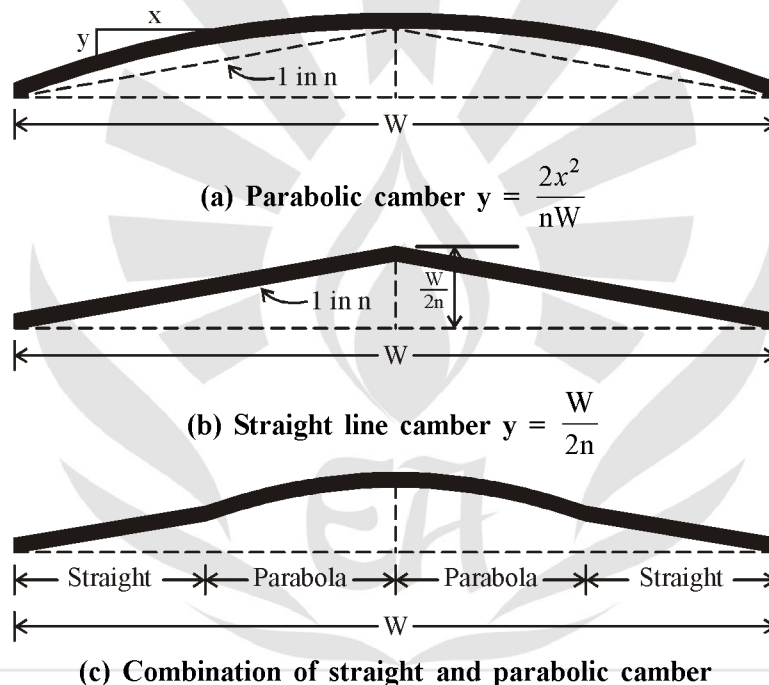 x
y
1 in n
W
(a) Parabolic camber y = 2x²/nW
1 in n
W/2n
W
(b) Straight line camber y = W/2n
EA
Straight Parabola Parabola Straight
W
(c) Combination of straight and parabolic camber